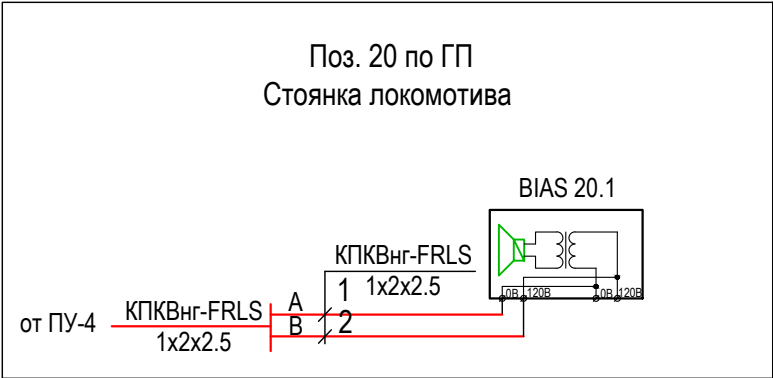 Поз. 20 по ГП
Стоянка локомотива
BIAS 20.1
КПКВнг-FRLS
1х2х2.5
0В 120В 0В 120В
от ПУ-4
КПКВнг-FRLS
1х2х2.5
А 1
В 2